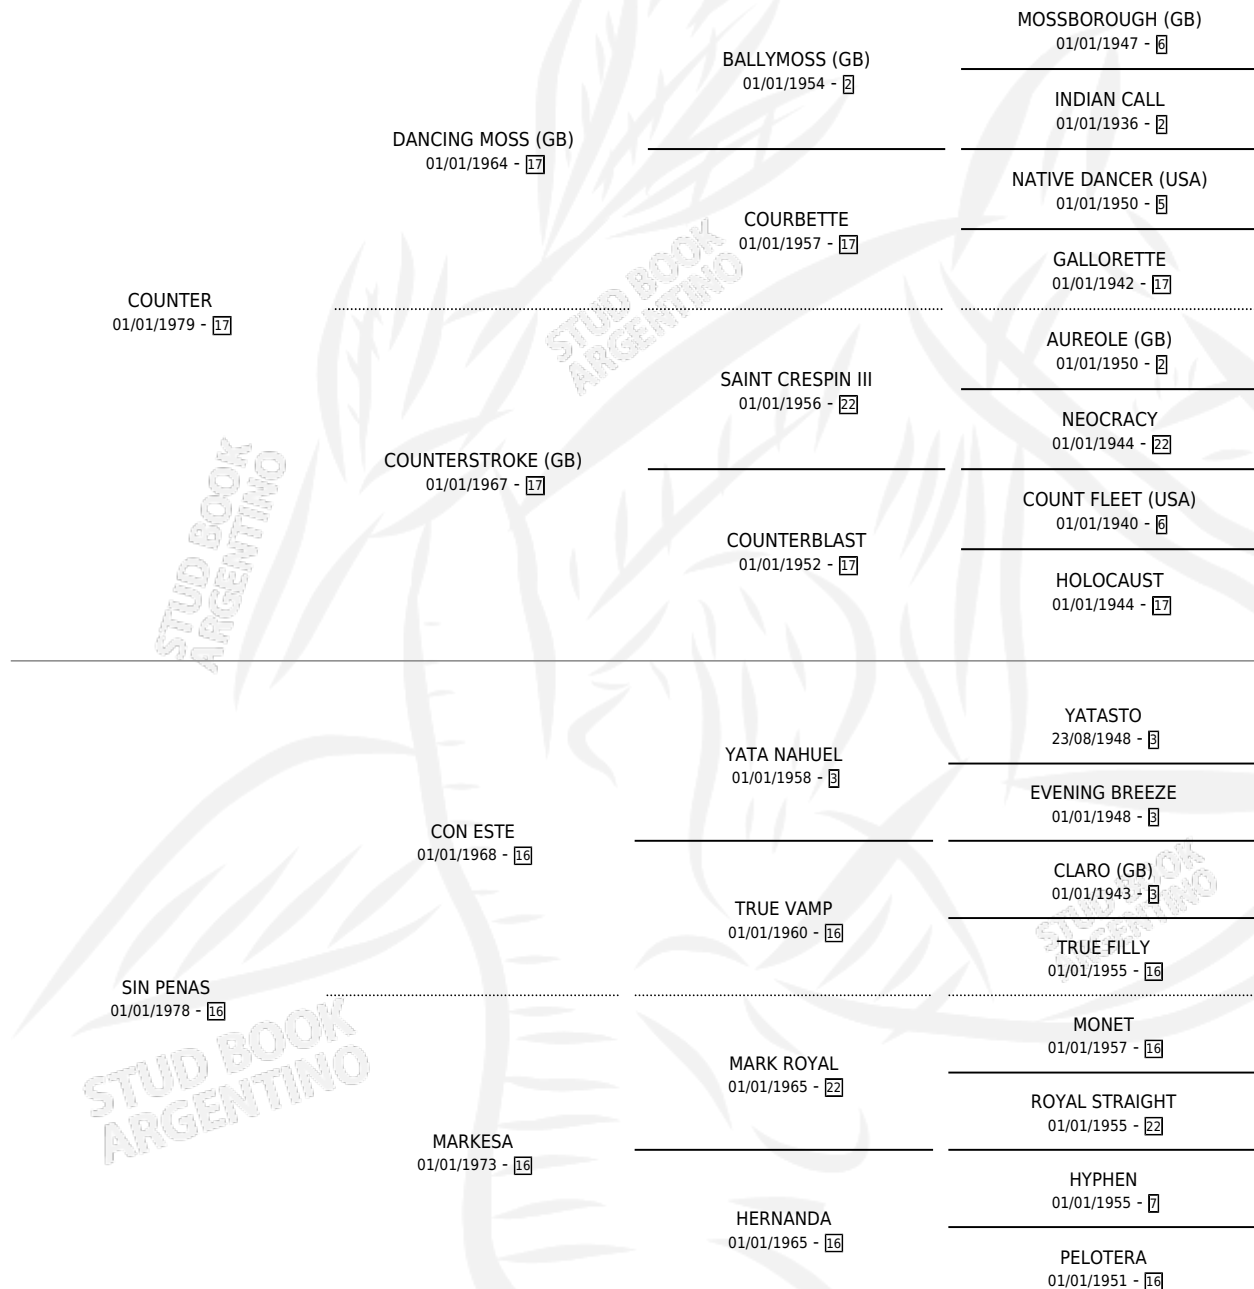 MOSSBOROUGH (GB)
01/01/1947 - 6
BALLYMOSS (GB)
01/01/1954 - 2
INDIAN CALL
01/01/1936 - 2
DANCING MOSS (GB)
01/01/1964 - 17
NATIVE DANCER (USA)
01/01/1950 - 5
COURBETTE
01/01/1957 - 17
GALLORETTE
01/01/1942 - 17
COUNTER
01/01/1979 - 17
AUREOLE (GB)
01/01/1950 - 2
SAINT CRESPIN III
01/01/1956 - 22
NEOCRACY
01/01/1944 - 22
COUNTERSTROKE (GB)
01/01/1967 - 17
COUNT FLEET (USA)
01/01/1940 - 6
COUNTERBLAST
01/01/1952 - 17
HOLOCAUST
01/01/1944 - 17
YATASTO
23/08/1948 - 3
YATA NAHUEL
01/01/1958 - 3
EVENING BREEZE
01/01/1948 - 3
CON ESTE
01/01/1968 - 16
CLARO (GB)
01/01/1943 - 3
TRUE VAMP
01/01/1960 - 16
TRUE FILLY
01/01/1955 - 16
SIN PENAS
01/01/1978 - 16
MONET
01/01/1957 - 16
MARK ROYAL
01/01/1965 - 22
ROYAL STRAIGHT
01/01/1955 - 22
MARKESA
01/01/1973 - 16
HYPHEN
01/01/1955 - 7
HERNANDA
01/01/1965 - 16
PELOTERA
01/01/1951 - 16
STUD BOOK
ARGENTINO
STUD BOOK
ARGENTINO
STUD BOOK
ARGENTINO
STUD BOOK
ARGENTINO